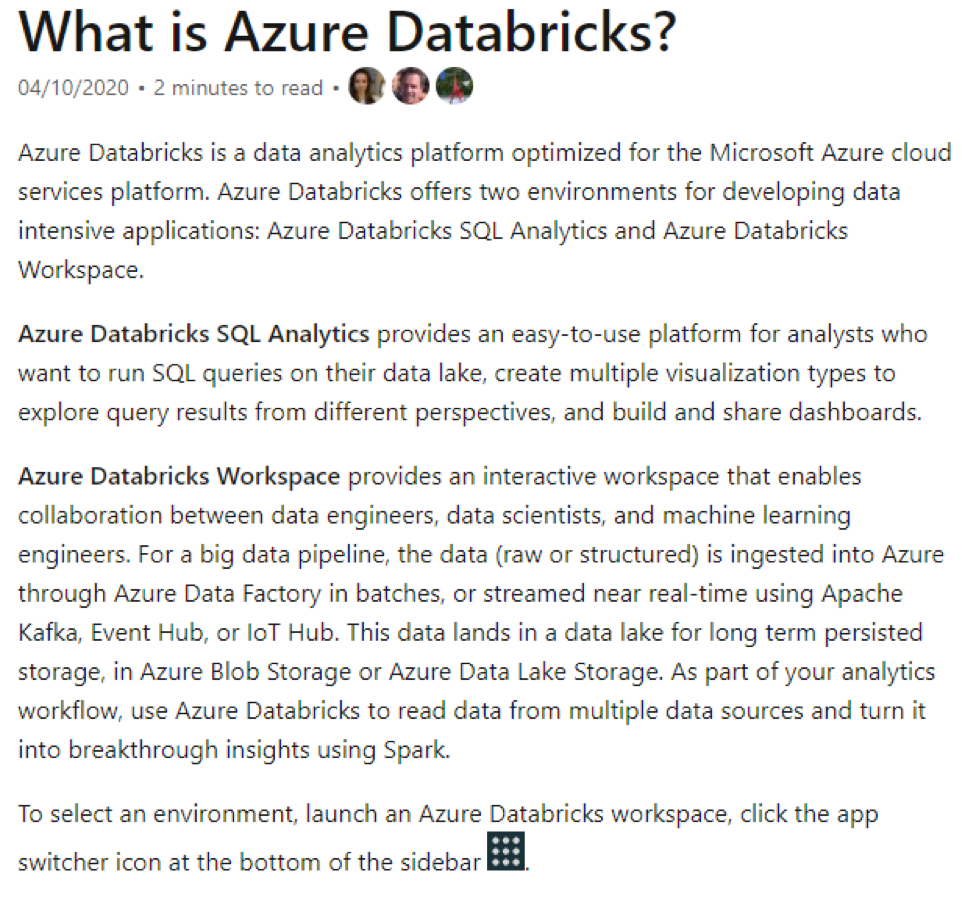 What is Azure Databricks?
04/10/2020 • 2 minutes to read •
Azure Databricks is a data analytics platform optimized for the Microsoft Azure cloud
services platform. Azure Databricks offers two environments for developing data
intensive applications: Azure Databricks SQL Analytics and Azure Databricks
Workspace.
Azure Databricks SQL Analytics provides an easy-to-use platform for analysts who
want to run SQL queries on their data lake, create multiple visualization types to
explore query results from different perspectives, and build and share dashboards.
Azure Databricks Workspace provides an interactive workspace that enables
collaboration between data engineers, data scientists, and machine learning
engineers. For a big data pipeline, the data (raw or structured) is ingested into Azure
through Azure Data Factory in batches, or streamed near real-time using Apache
Kafka, Event Hub, or IoT Hub. This data lands in a data lake for long term persisted
storage, in Azure Blob Storage or Azure Data Lake Storage. As part of your analytics
workflow, use Azure Databricks to read data from multiple data sources and turn it
into breakthrough insights using Spark.
To select an environment, launch an Azure Databricks workspace, click the app
switcher icon at the bottom of the sidebar .